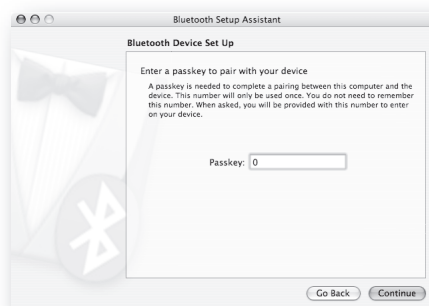 Bluetooth Setup Assistant
Bluetooth Device Set Up
Enter a passkey to pair with your device
A passkey is needed to complete a pairing between this computer and the
device. This number will only be used once. You do not need to remember
this number. When asked, you will be provided with this number to enter
on your device.
Passkey: 0
Go Back Continue